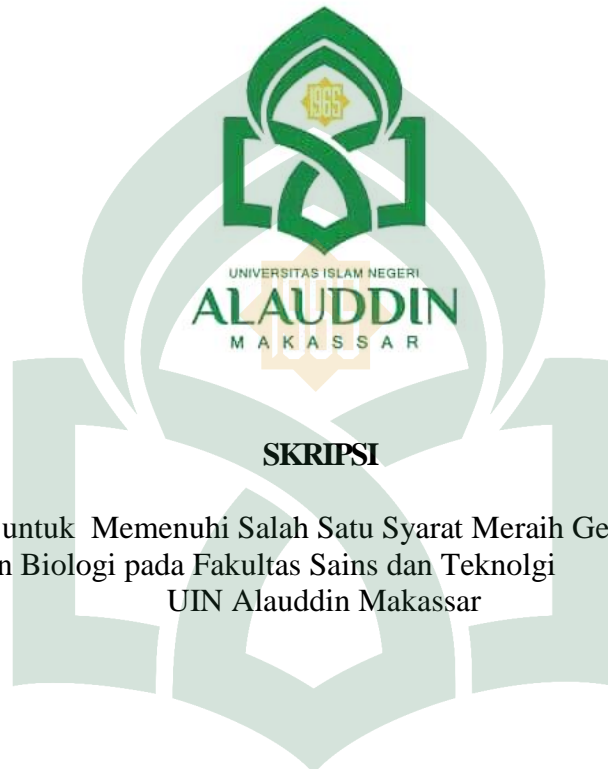 1965
UNIVERSITAS ISLAM NEGERI
ALAUDDIN
MAKASSAR
1965
SKRIPSI
untuk Memenuhi Salah Satu Syarat Meraih Ge
n Biologi pada Fakultas Sains dan Teknolgi
UIN Alauddin Makassar